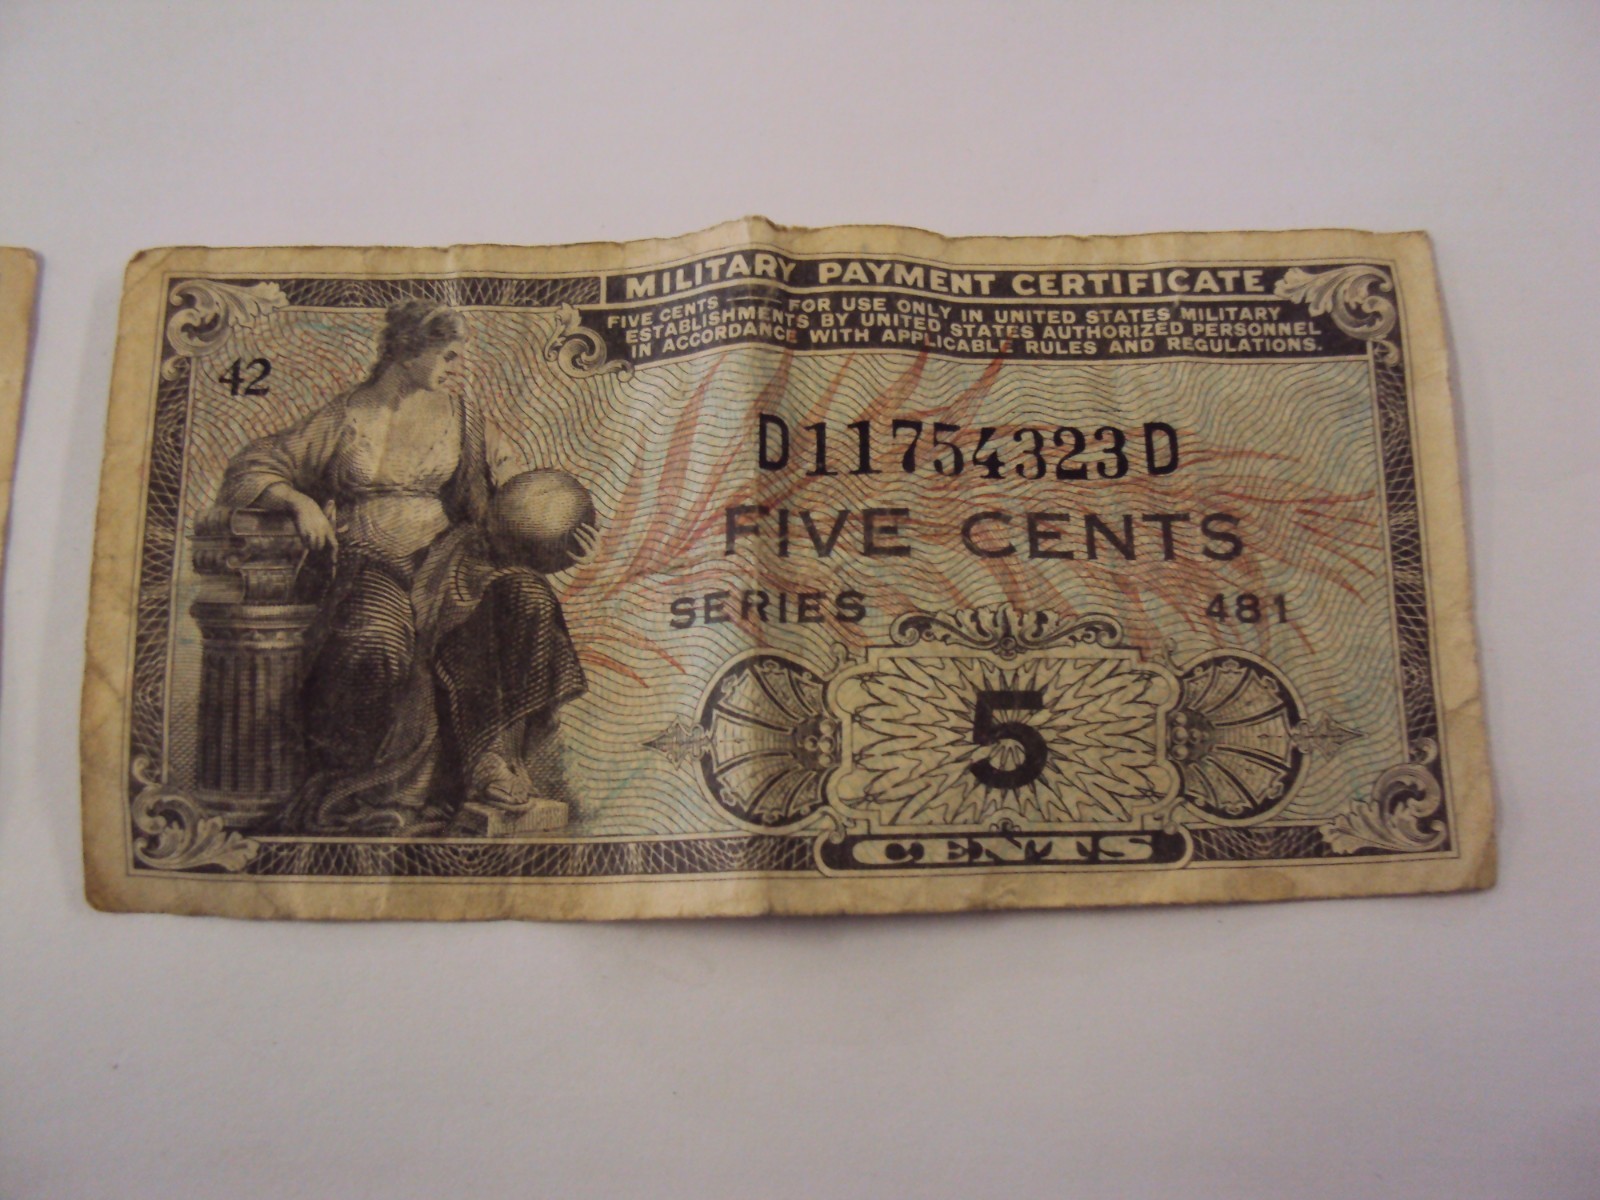 MILITARY PAYMENT CERTIFICATE
FIVE CENTS —— FOR USE ONLY IN UNITED STATES MILITARY
ESTABLISHMENTS BY UNITED STATES AUTHORIZED PERSONNEL
IN ACCORDANCE WITH APPLICABLE RULES AND REGULATIONS.
42
D11754323D
FIVE CENTS
SERIES 481
5
CENTS